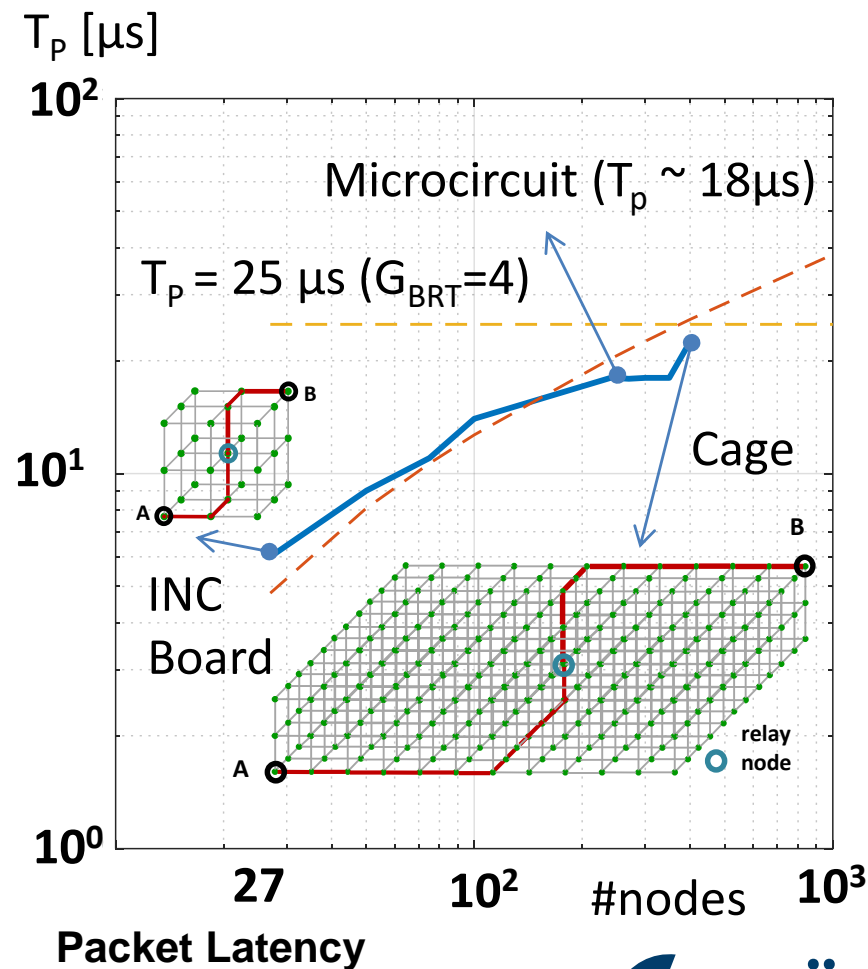 T_P [µs]
10²
Microcircuit (T_p ~ 18µs)
T_P = 25 µs (G_BRT=4)
B
A
10¹
Cage
INC
Board
B
A
relay
node
10⁰
27
10²
#nodes
10³
Packet Latency